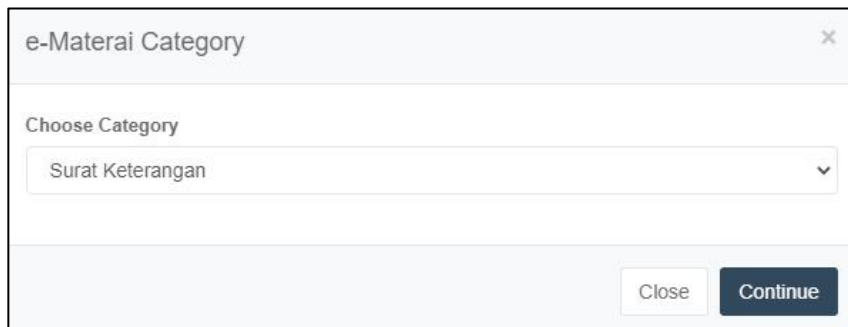 e-Materai Category
×
Choose Category
Surat Keterangan
Close Continue